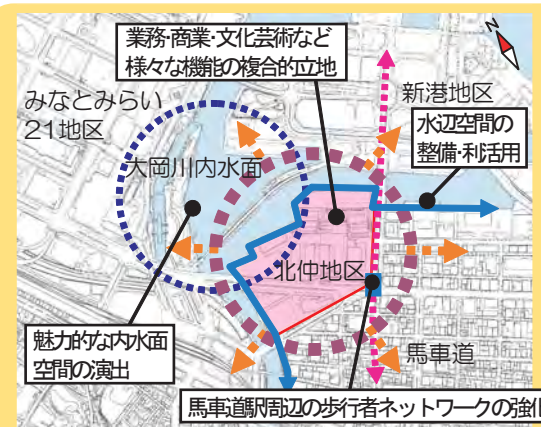 業務・商業・文化芸術など
様々な機能の複合的立地
みなとみらい
21地区
新港地区
水辺空間の
整備・利活用
大岡川内水面
北仲地区
魅力的な内水面
空間の演出
馬車道
馬車道駅周辺の歩行者ネットワークの強化